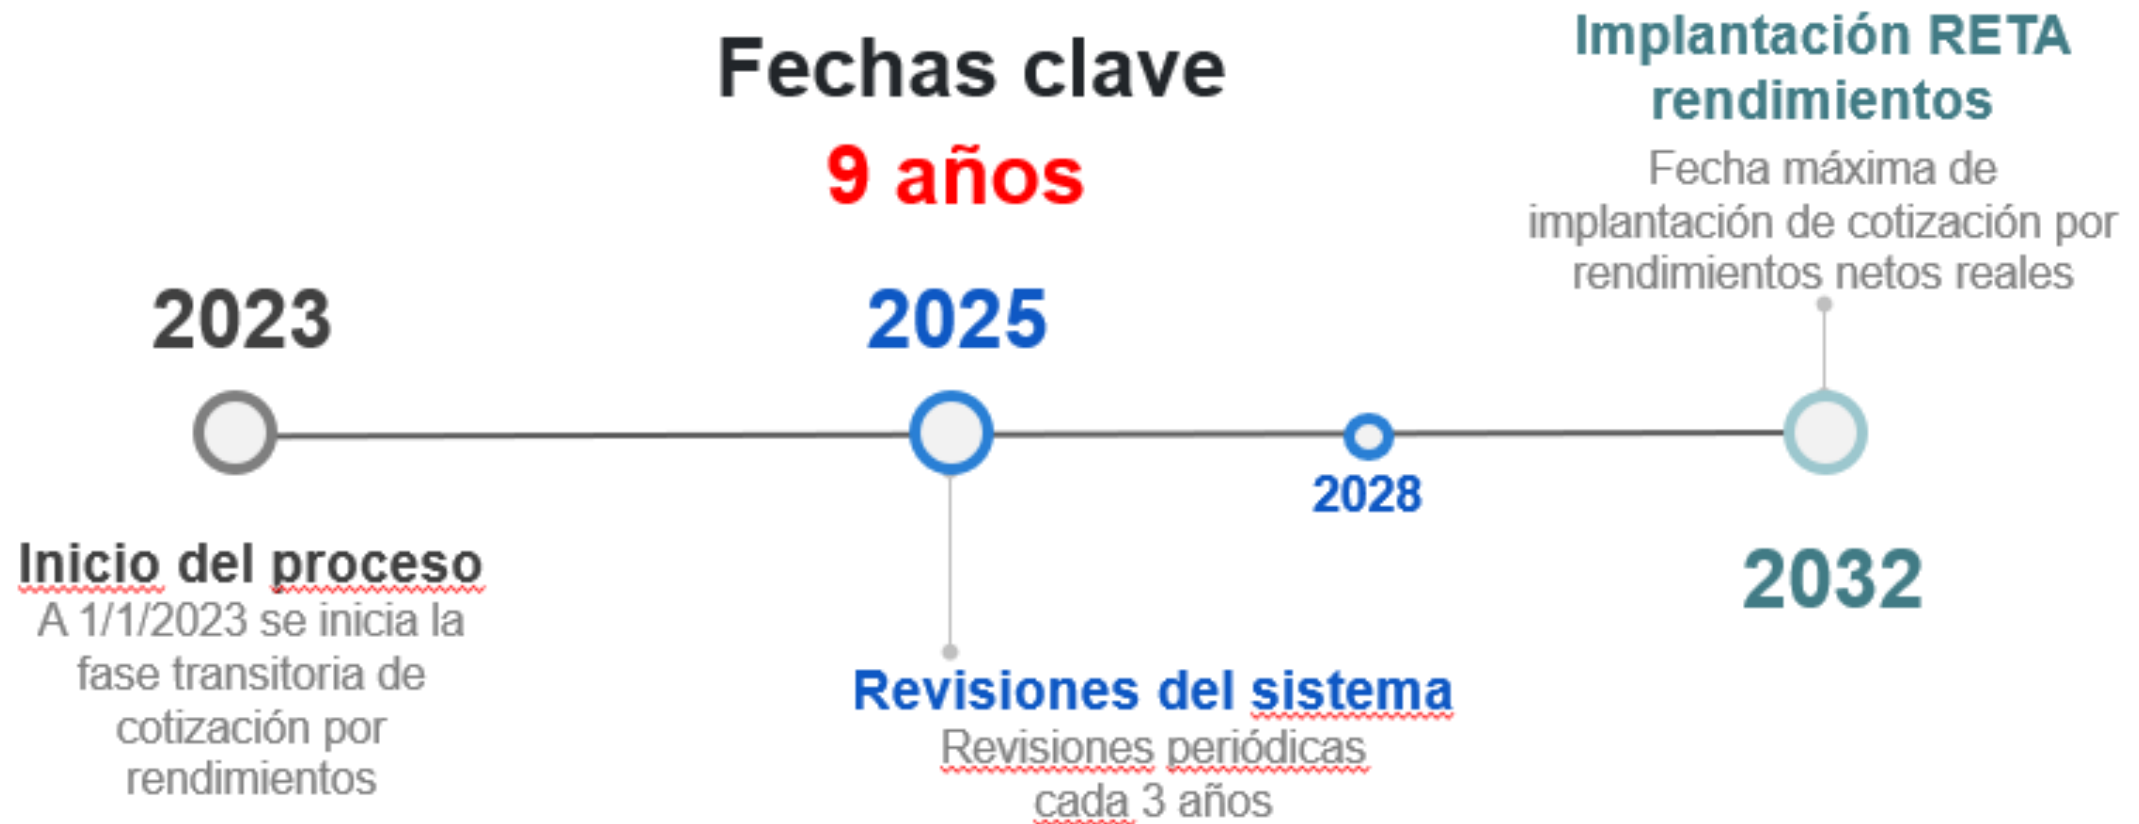 Fechas clave
9 años
2023
Inicio del proceso
A 1/1/2023 se inicia la
fase transitoria de
cotización por
rendimientos
2025
Revisiones del sistema
Revisiones periódicas
cada 3 años
2028
Implantación RETA
rendimientos
Fecha máxima de
implantación de cotización por
rendimientos netos reales
2032